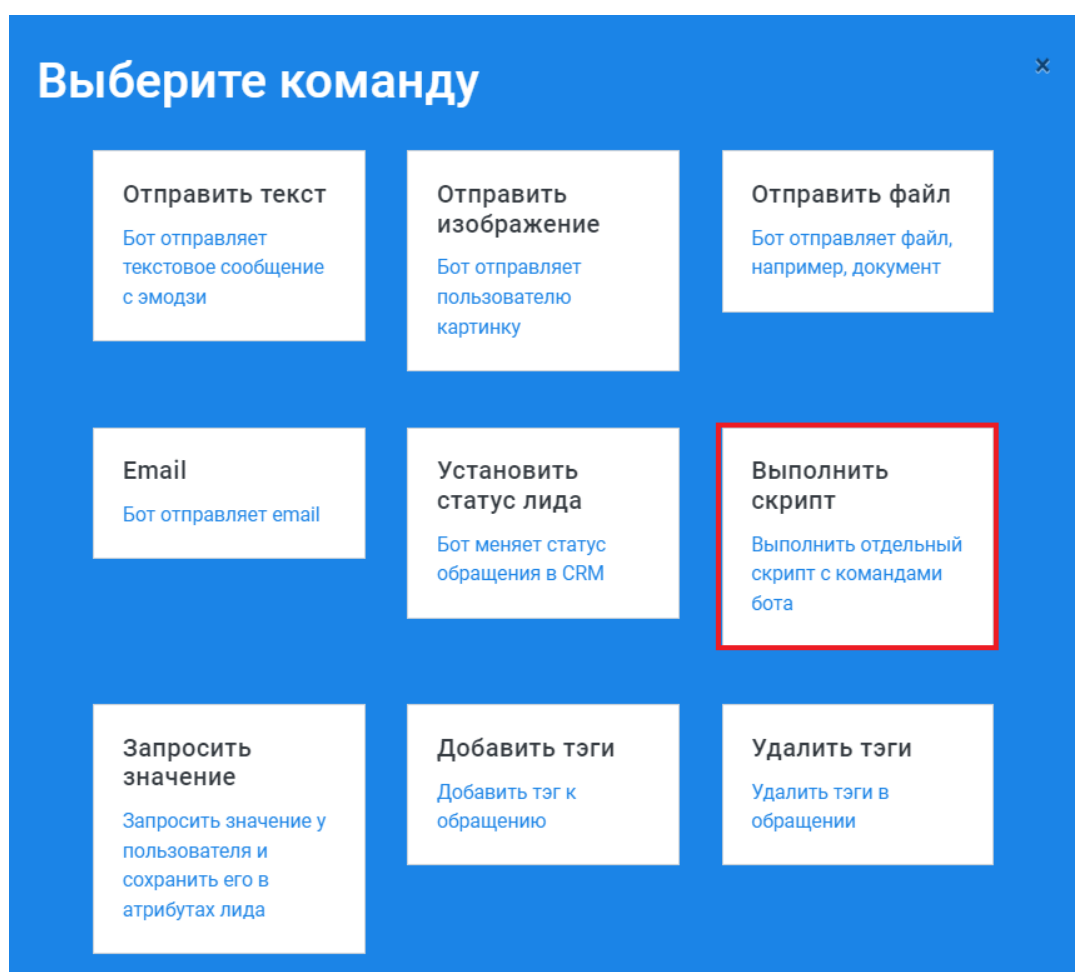 Выберите команду
×
Отправить текст
Бот отправляет
текстовое сообщение
с эмодзи
Отправить
изображение
Бот отправляет
пользователю
картинку
Отправить файл
Бот отправляет файл,
например, документ
Email
Бот отправляет email
Установить
статус лида
Бот меняет статус
обращения в CRM
Выполнить
скрипт
Выполнить отдельный
скрипт с командами
бота
Запросить
значение
Запросить значение у
пользователя и
сохранить его в
атрибутах лида
Добавить тэги
Добавить тэг к
обращению
Удалить тэги
Удалить тэги в
обращении